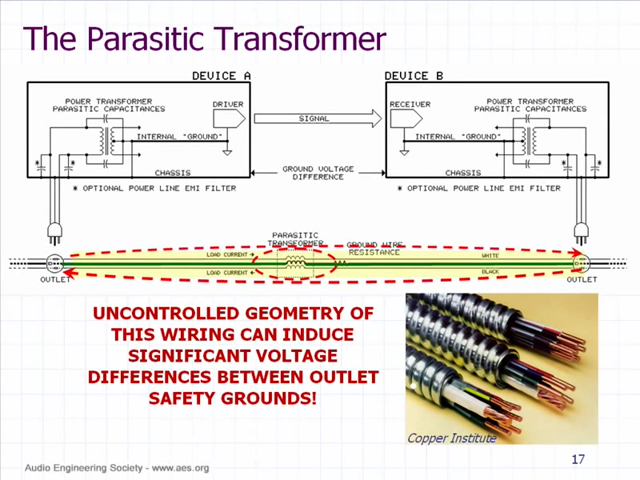 The Parasitic Transformer
DEVICE A
DEVICE B
POWER TRANSFORMER
PARASITIC CAPACITANCES
DRIVER
RECEIVER
POWER TRANSFORMER
PARASITIC CAPACITANCES
SIGNAL
INTERNAL "GROUND"
INTERNAL "GROUND"
CHASSIS
GROUND VOLTAGE
DIFFERENCE
CHASSIS
* OPTIONAL POWER LINE EMI FILTER
* OPTIONAL POWER LINE EMI FILTER
PARASITIC
TRANSFORMER
GROUND WIRE
RESISTANCE
LOAD CURRENT
WHITE
LOAD CURRENT
BLACK
OUTLET
OUTLET
UNCONTROLLED GEOMETRY OF
THIS WIRING CAN INDUCE
SIGNIFICANT VOLTAGE
DIFFERENCES BETWEEN OUTLET
SAFETY GROUNDS!
Copper Institute
17
Audio Engineering Society - www.aes.org